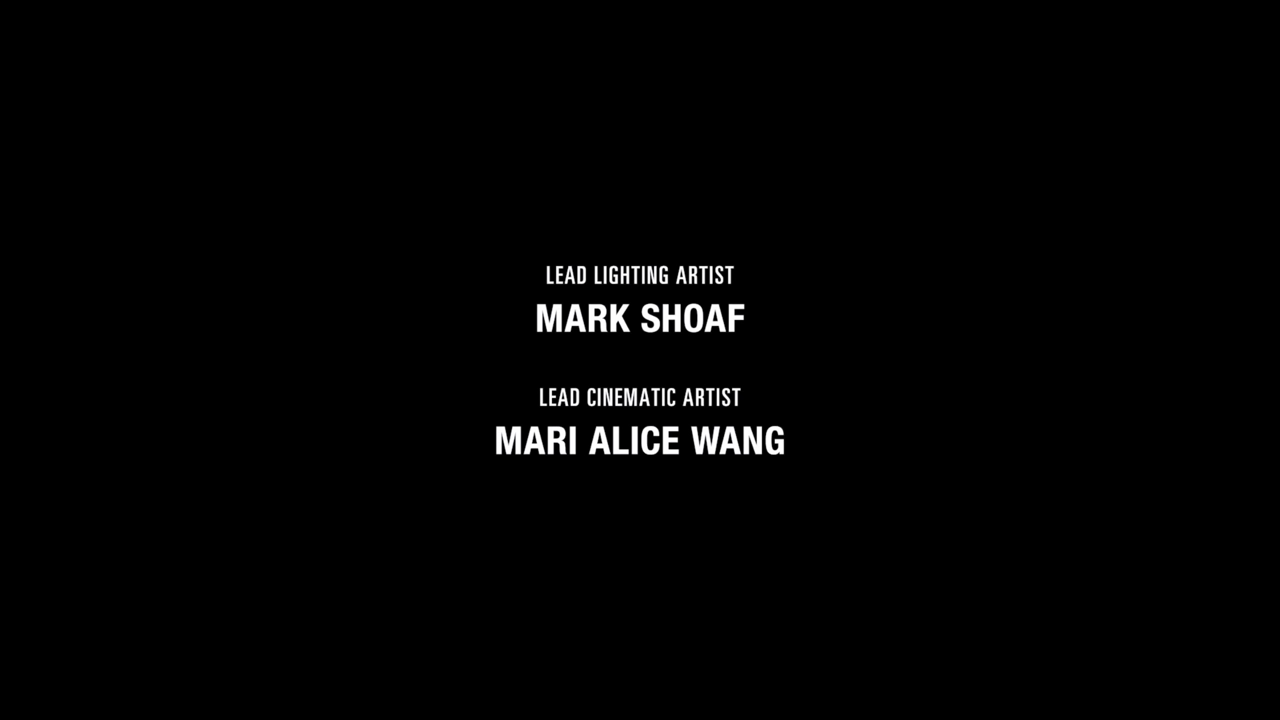 LEAD LIGHTING ARTIST
MARK SHOAF
LEAD CINEMATIC ARTIST
MARI ALICE WANG